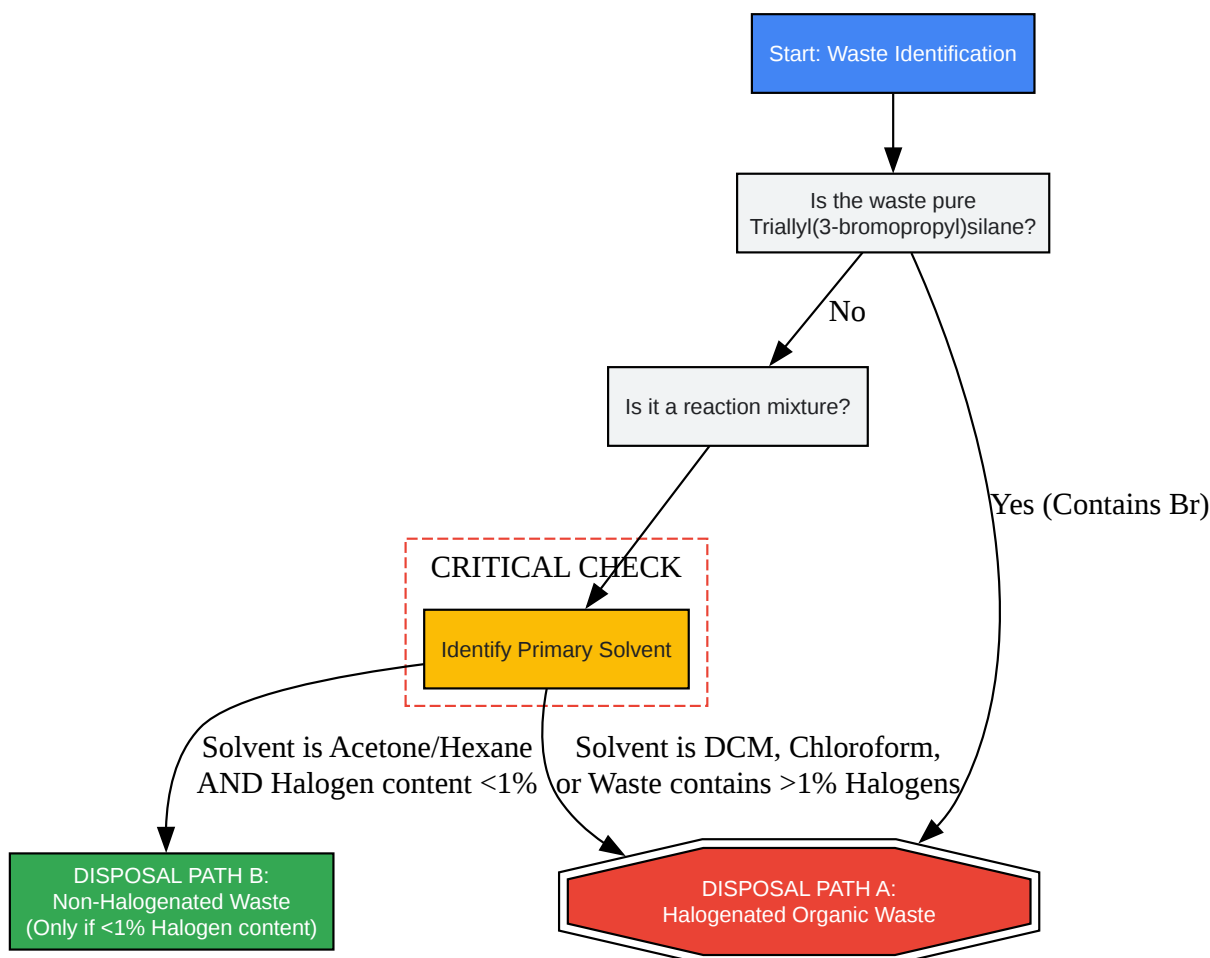 Start: Waste Identification
Is the waste pure
Triallyl(3-bromopropyl)silane?
No
Is it a reaction mixture?
Yes (Contains Br)
CRITICAL CHECK
Identify Primary Solvent
Solvent is Acetone/Hexane
AND Halogen content <1%
Solvent is DCM, Chloroform,
or Waste contains >1% Halogens
DISPOSAL PATH B:
Non-Halogenated Waste
(Only if <1% Halogen content)
DISPOSAL PATH A:
Halogenated Organic Waste